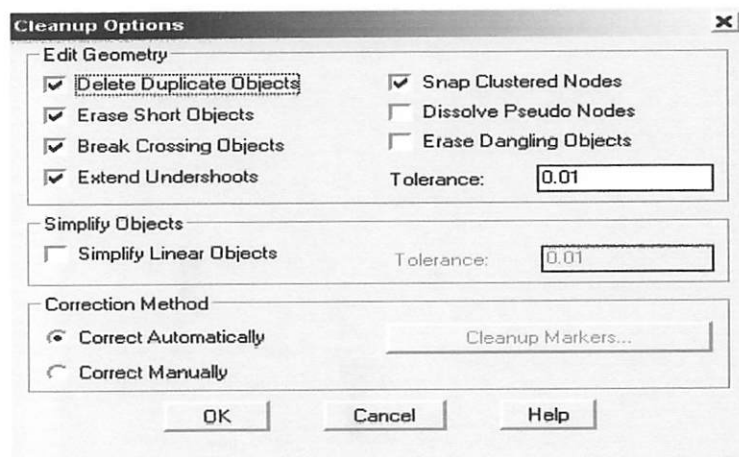 Cleanup Options
Edit Geometry
Delete Duplicate Objects
Snap Clustered Nodes
Erase Short Objects
Dissolve Pseudo Nodes
Break Crossing Objects
Erase Dangling Objects
Extend Undershoots
Tolerance: 0.01
Simplify Objects
Simplify Linear Objects
Tolerance: 0.01
Correction Method
Correct Automatically
Cleanup Markers...
Correct Manually
OK Cancel Help